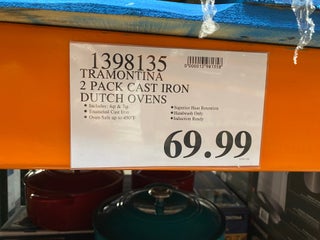 1398135
TRAMONTINA
2 PACK CAST IRON
DUTCH OVENS
• Includes: 4qt & 7qt
• Enameled Cast Iron
• Oven Safe up to 450°F
• Superior Heat Retention
• Handwash Only
• Induction Ready
69.99